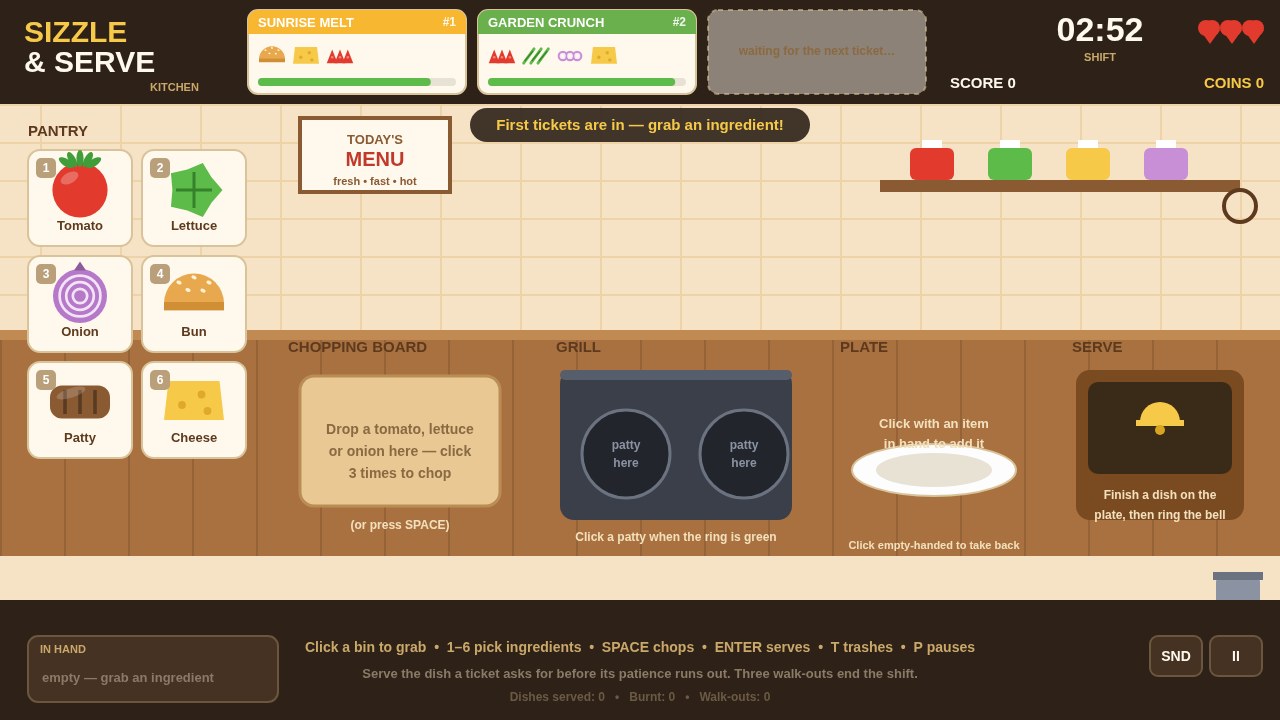 SIZZLE
& SERVE
KITCHEN
SUNRISE MELT #1
GARDEN CRUNCH #2
waiting for the next ticket…
02:52
SHIFT
SCORE 0
COINS 0
First tickets are in — grab an ingredient!
PANTRY
TODAY'S
MENU
fresh • fast • hot
1
Tomato
2
Lettuce
3
Onion
4
Bun
5
Patty
6
Cheese
CHOPPING BOARD
Drop a tomato, lettuce
or onion here — click
3 times to chop
(or press SPACE)
GRILL
patty
here
patty
here
Click a patty when the ring is green
PLATE
Click with an item
in hand to add it
Click empty-handed to take back
SERVE
Finish a dish on the
plate, then ring the bell
IN HAND
empty — grab an ingredient
Click a bin to grab • 1–6 pick ingredients • SPACE chops • ENTER serves • T trashes • P pauses
Serve the dish a ticket asks for before its patience runs out. Three walk-outs end the shift.
Dishes served: 0 • Burnt: 0 • Walk-outs: 0
SND
II